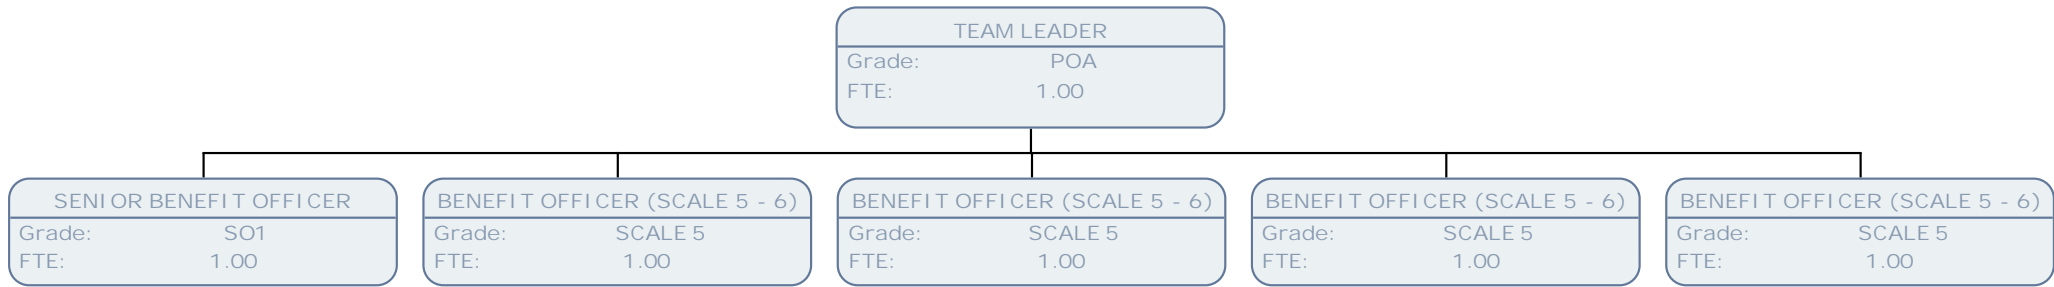 TEAM LEADER
Grade: POA
FTE: 1.00
SENIOR BENEFIT OFFICER
Grade: SO1
FTE: 1.00
BENEFIT OFFICER (SCALE 5 - 6)
Grade: SCALE 5
FTE: 1.00
BENEFIT OFFICER (SCALE 5 - 6)
Grade: SCALE 5
FTE: 1.00
BENEFIT OFFICER (SCALE 5 - 6)
Grade: SCALE 5
FTE: 1.00
BENEFIT OFFICER (SCALE 5 - 6)
Grade: SCALE 5
FTE: 1.00